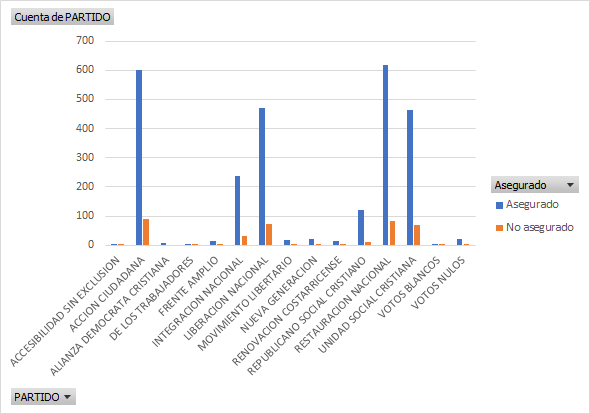 Cuenta de PARTIDO
700
600
500
400
300
200
100
0
ACCESIBILIDAD SIN EXCLUSION
ACCION CIUDADANA
ALIANZA DEMOCRATA CRISTIANA
DE LOS TRABAJADORES
FRENTE AMPLIO
INTEGRACION NACIONAL
LIBERACION NACIONAL
MOVIMIENTO LIBERTARIO
NUEVA GENERACION
RENOVACION COSTARRICENSE
REPUBLICANO SOCIAL CRISTIANO
RESTAURACION NACIONAL
UNIDAD SOCIAL CRISTIANA
VOTOS BLANCOS
VOTOS NULOS
Asegurado
Asegurado
No asegurado
PARTIDO